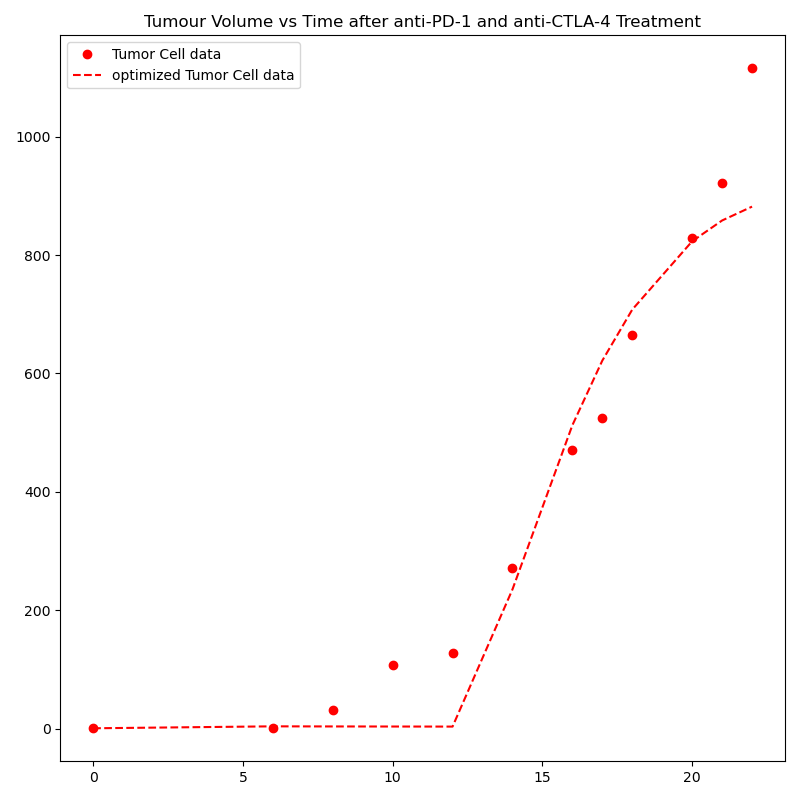 Tumour Volume vs Time after anti-PD-1 and anti-CTLA-4 Treatment
Tumor Cell data
optimized Tumor Cell data
1000
800
600
400
200
0
0 5 10 15 20